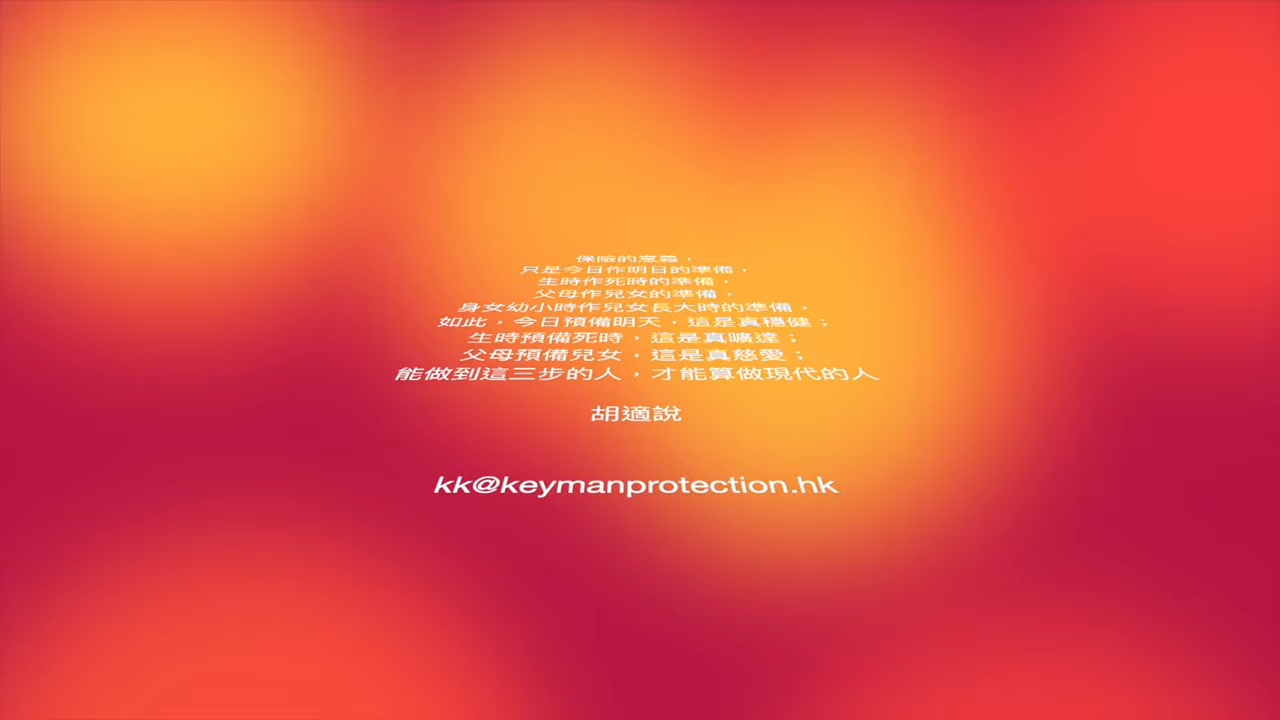 保險的意義，
只是今日作明日的準備，
生時作死時的準備，
父母作兒女的準備，
身女幼小時作兒女長大時的準備，
如此，今日預備明天，這是真穩健；
生時預備死時，這是真曠達；
父母預備兒女，這是真慈愛；
能做到這三步的人，才能算做現代的人
胡適說
kk@keymanprotection.hk